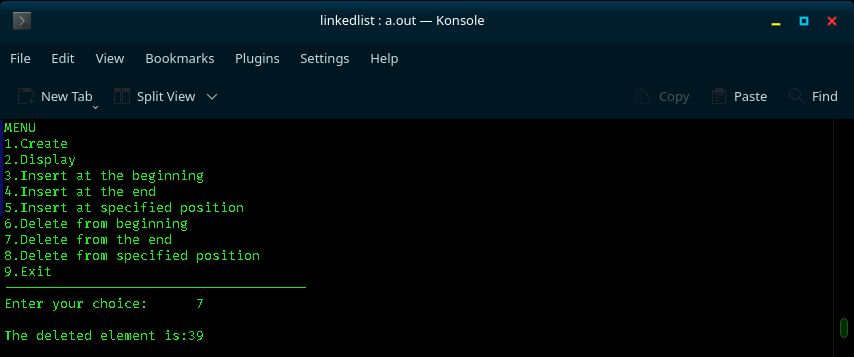 linkedlist : a.out — Konsole
File Edit View Bookmarks Plugins Settings Help
New Tab Split View Copy Paste Find
MENU
1.Create
2.Display
3.Insert at the beginning
4.Insert at the end
5.Insert at specified position
6.Delete from beginning
7.Delete from the end
8.Delete from specified position
9.Exit
Enter your choice: 7
The deleted element is:39